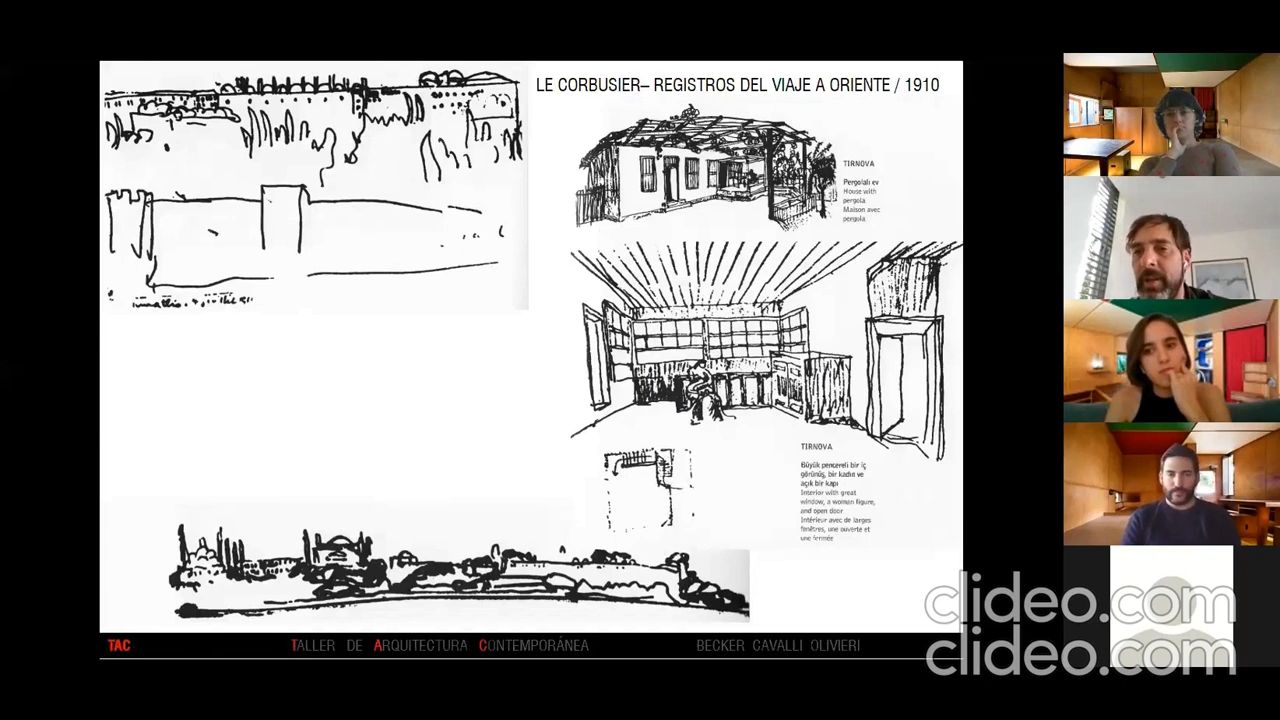 LE CORBUSIER– REGISTROS DEL VIAJE A ORIENTE / 1910
TIRNOVA
Pergolalı ev
House with
pergola
Maison avec
pergola
TIRNOVA
Büyük pencereli bir iç
görünüş, bir kadın ve
açık bir kapı
Interior with great
window, a woman figure,
and open door
Intérieur avec de larges
fenêtres, une ouverte et
une fermée
TAC
TALLER DE ARQUITECTURA CONTEMPORÁNEA
BECKER CAVALLI OLIVIERI
clideo.com
clideo.com